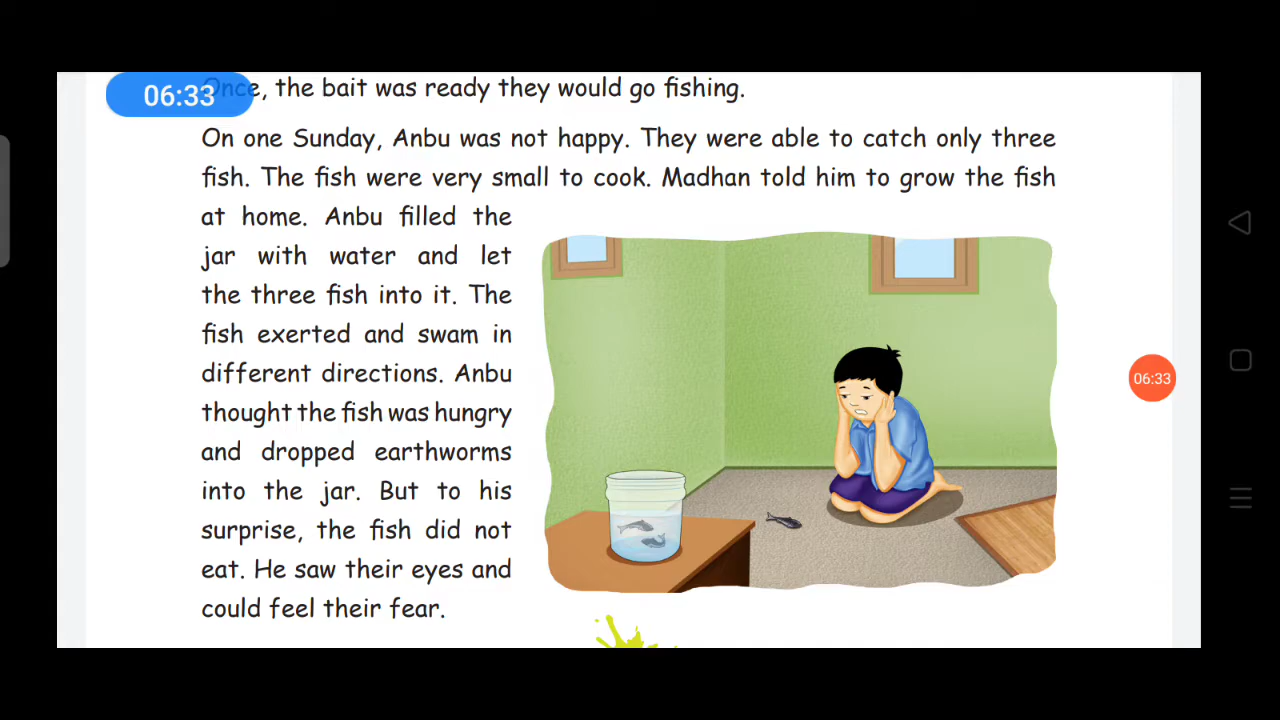 06:33
Once, the bait was ready they would go fishing.
On one Sunday, Anbu was not happy. They were able to catch only three
fish. The fish were very small to cook. Madhan told him to grow the fish
at home. Anbu filled the
jar with water and let
the three fish into it. The
fish exerted and swam in
different directions. Anbu
thought the fish was hungry
and dropped earthworms
into the jar. But to his
surprise, the fish did not
eat. He saw their eyes and
could feel their fear.
06:33